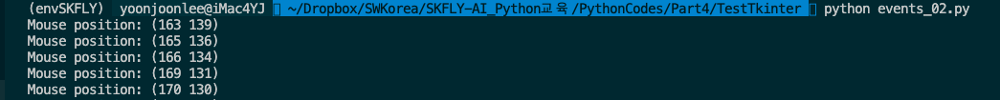 (envSKFLY) yoonjoonlee@iMac4YJ ~/Dropbox/SWKorea/SKFLY-AI_Python교육/PythonCodes/Part4/TestTkinter python events_02.py
Mouse position: (163 139)
Mouse position: (165 136)
Mouse position: (166 134)
Mouse position: (169 131)
Mouse position: (170 130)